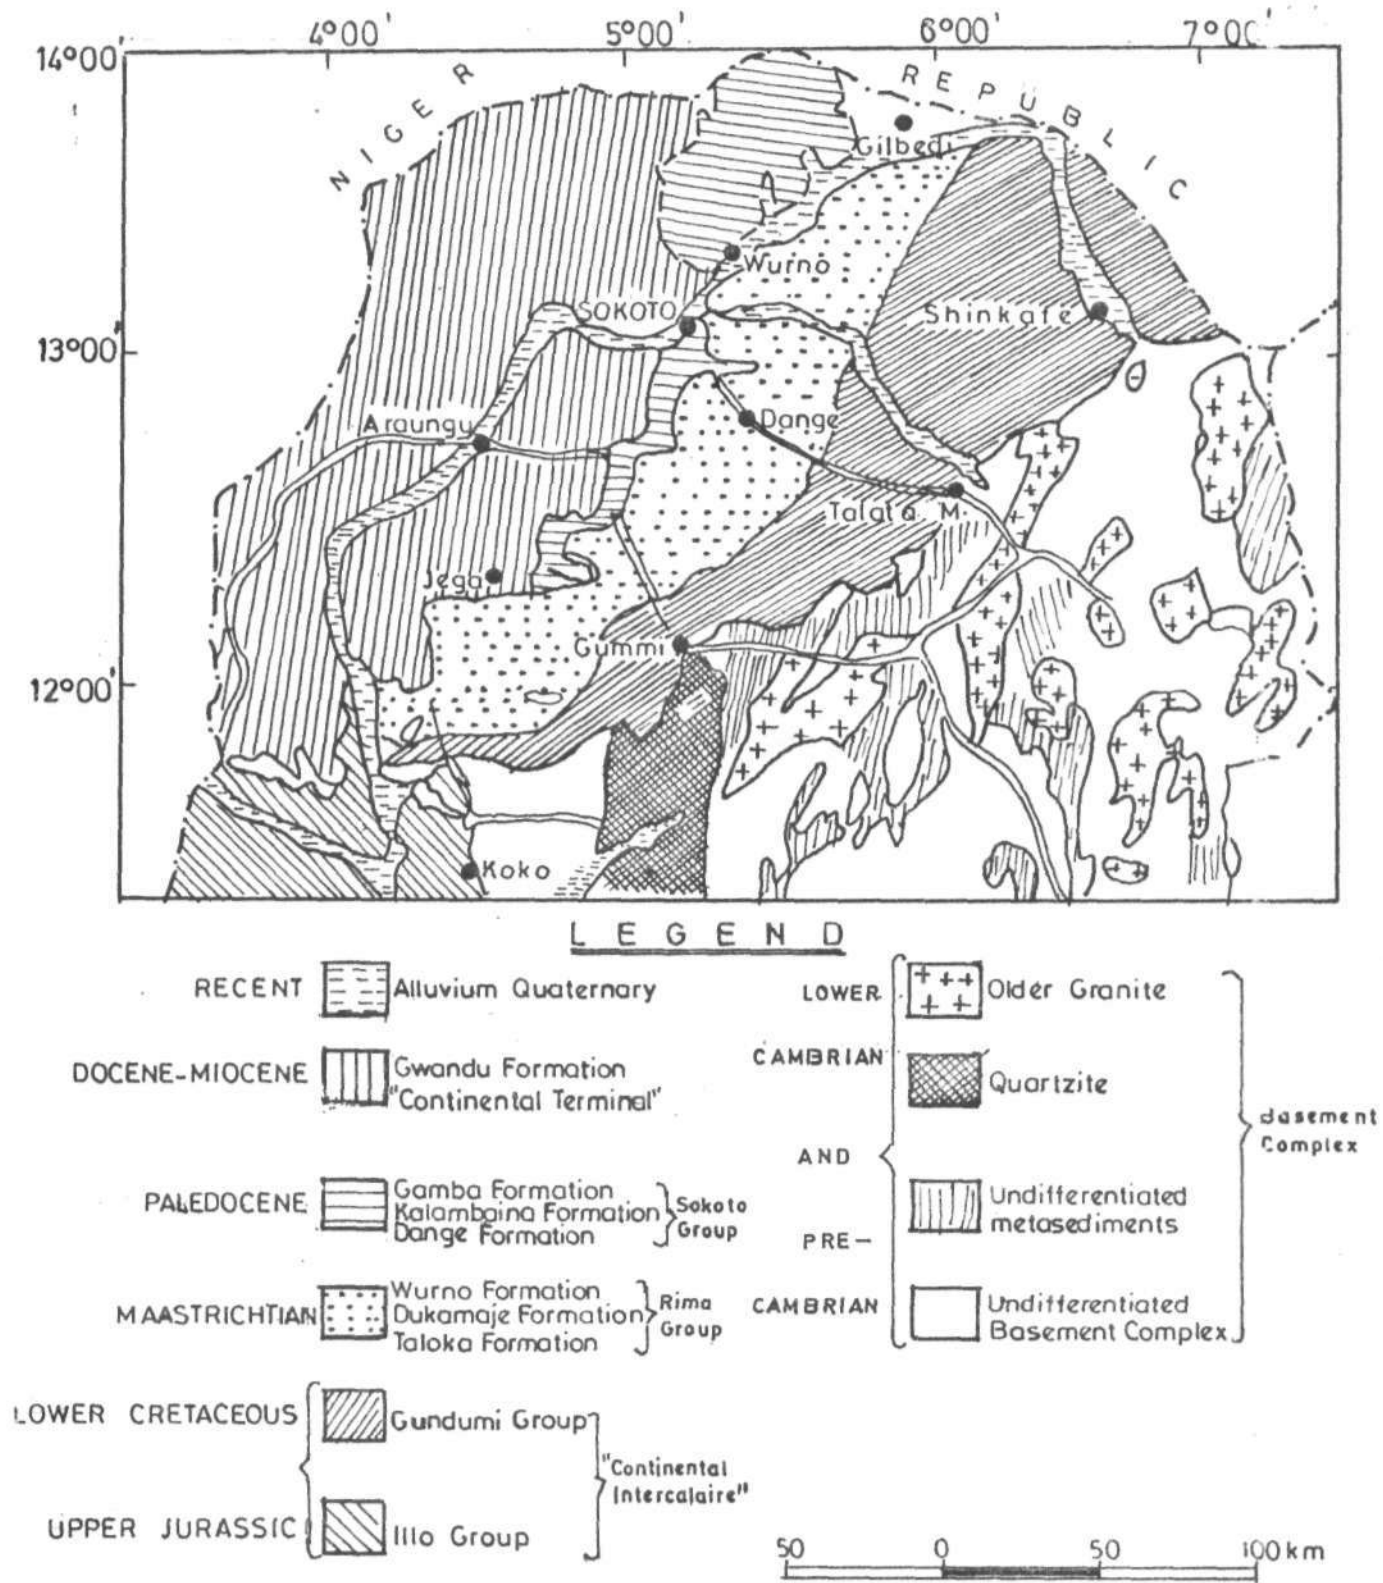 4°00' 5°00' 6°00' 7°00'
14°00'
NIGER REPUBLIC
Gilbedi
Wurno
SOKOTO
Shinkafe
13°00'
Araungu
Dange
Talata M.
Jega
Gummi
12°00'
Koko
LEGEND
RECENT Alluvium Quaternary
DOCENE-MIOCENE Gwandu Formation
"Continental Terminal"
PALEDOCENE Gamba Formation
Kalambaina Formation
Dange Formation
Sokoto
Group
MAASTRICHTIAN Wurno Formation
Dukamaje Formation
Taloka Formation
Rima
Group
LOWER CRETACEOUS Gundumi Group
UPPER JURASSIC Illo Group
"Continental
Intercalaire"
LOWER
CAMBRIAN
AND
PRE-
CAMBRIAN
Older Granite
Quartzite
Undifferentiated
metasediments
Undifferentiated
Basement Complex
Basement
Complex
50 0 50 100 km